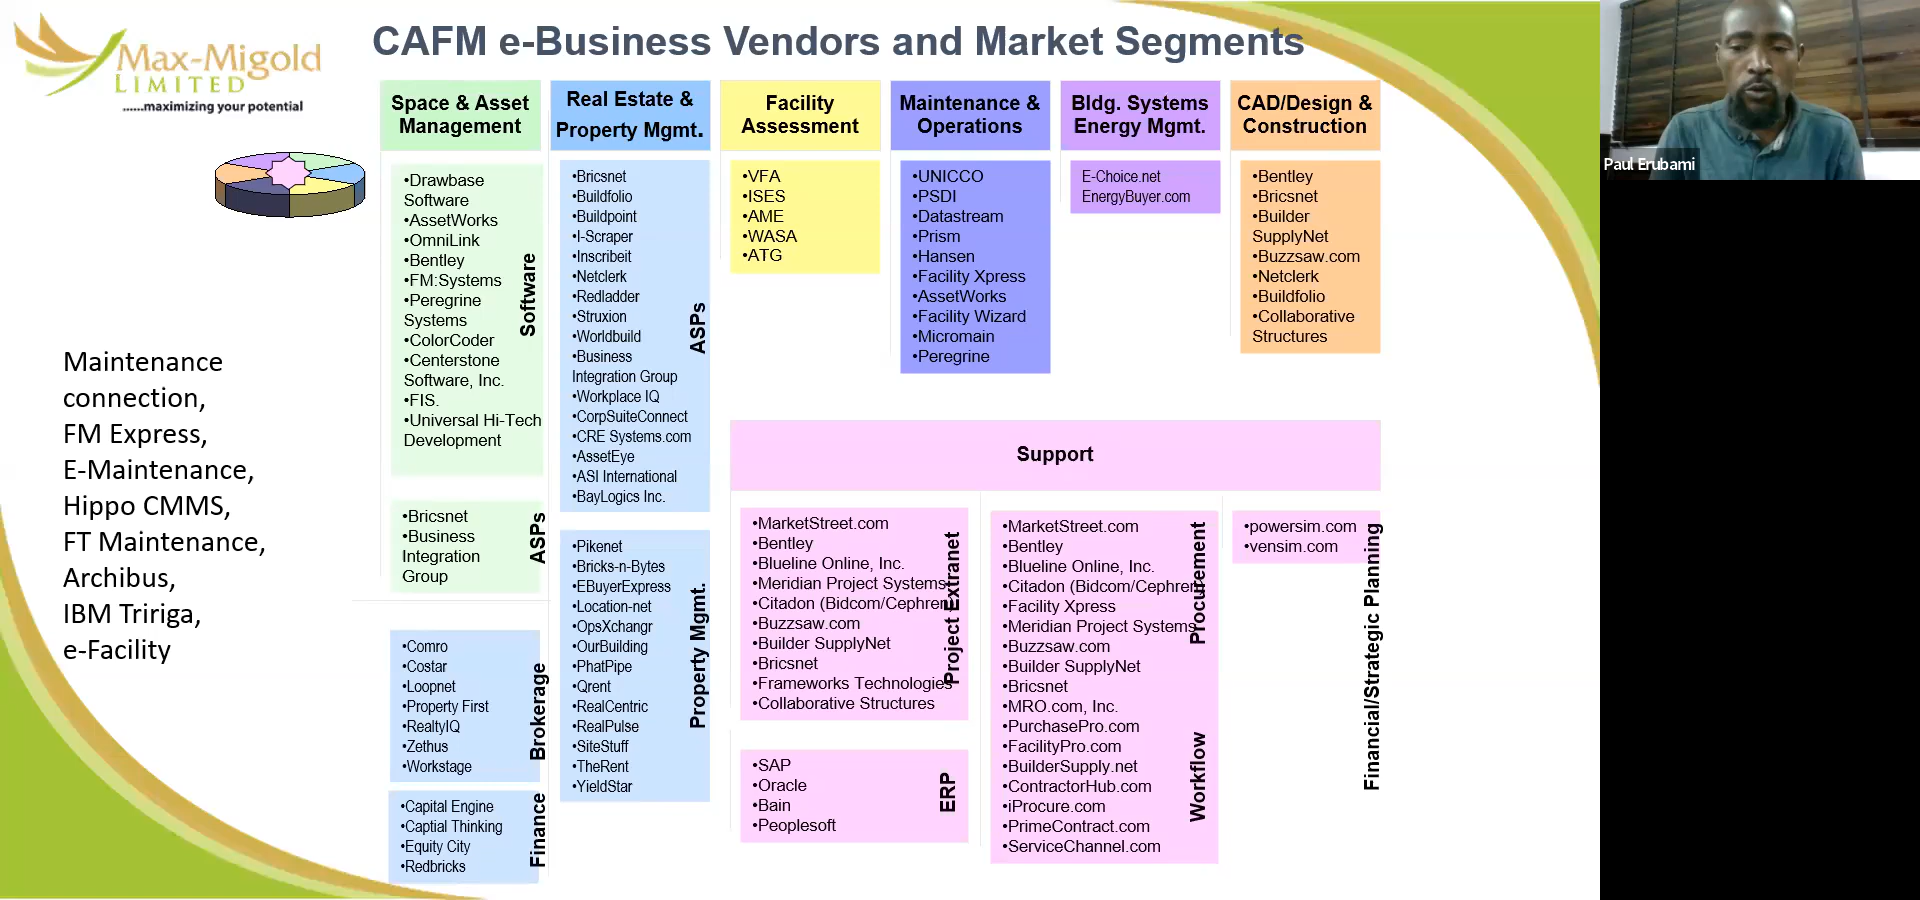 Max-Migold
LIMITED
......maximizing your potential
CAFM e-Business Vendors and Market Segments
Paul Erubami
Space & Asset
Management
Real Estate &
Property Mgmt.
Facility
Assessment
Maintenance &
Operations
Bldg. Systems
Energy Mgmt.
CAD/Design &
Construction
•Drawbase
Software
•AssetWorks
•OmniLink
•Bentley
•FM:Systems
•Peregrine
Systems
•ColorCoder
•Centerstone
Software, Inc.
•FIS.
•Universal Hi-Tech
Development
Software
•Bricsnet
•Business
Integration
Group
ASPs
•Comro
•Costar
•Loopnet
•Property First
•RealtyIQ
•Zethus
•Workstage
Brokerage
•Capital Engine
•Captial Thinking
•Equity City
•Redbricks
Finance
•Bricsnet
•Buildfolio
•Buildpoint
•I-Scraper
•Inscribeit
•Netclerk
•Redladder
•Struxion
•Worldbuild
•Business
Integration Group
•Workplace IQ
•CorpSuiteConnect
•CRE Systems.com
•AssetEye
•ASI International
•BayLogics Inc.
ASPs
•Pikenet
•Bricks-n-Bytes
•EBuyerExpress
•Location-net
•OpsXchangr
•OurBuilding
•PhatPipe
•Qrent
•RealCentric
•RealPulse
•SiteStuff
•TheRent
•YieldStar
Property Mgmt.
•VFA
•ISES
•AME
•WASA
•ATG
•UNICCO
•PSDI
•Datastream
•Prism
•Hansen
•Facility Xpress
•AssetWorks
•Facility Wizard
•Micromain
•Peregrine
E-Choice.net
EnergyBuyer.com
•Bentley
•Bricsnet
•Builder
SupplyNet
•Buzzsaw.com
•Netclerk
•Buildfolio
•Collaborative
Structures
Support
•MarketStreet.com
•Bentley
•Blueline Online, Inc.
•Meridian Project Systems
•Citadon (Bidcom/Cephren
•Buzzsaw.com
•Builder SupplyNet
•Bricsnet
•Frameworks Technologies
•Collaborative Structures
Project Extranet
•SAP
•Oracle
•Bain
•Peoplesoft
ERP
•MarketStreet.com
•Bentley
•Blueline Online, Inc.
•Citadon (Bidcom/Cephren
•Facility Xpress
•Meridian Project Systems
•Buzzsaw.com
•Builder SupplyNet
•Bricsnet
•MRO.com, Inc.
•PurchasePro.com
•FacilityPro.com
•BuilderSupply.net
•ContractorHub.com
•iProcure.com
•PrimeContract.com
•ServiceChannel.com
Procurement
Workflow
•powersim.com
•vensim.com
Financial/Strategic Planning
Maintenance
connection,
FM Express,
E-Maintenance,
Hippo CMMS,
FT Maintenance,
Archibus,
IBM Tririga,
e-Facility